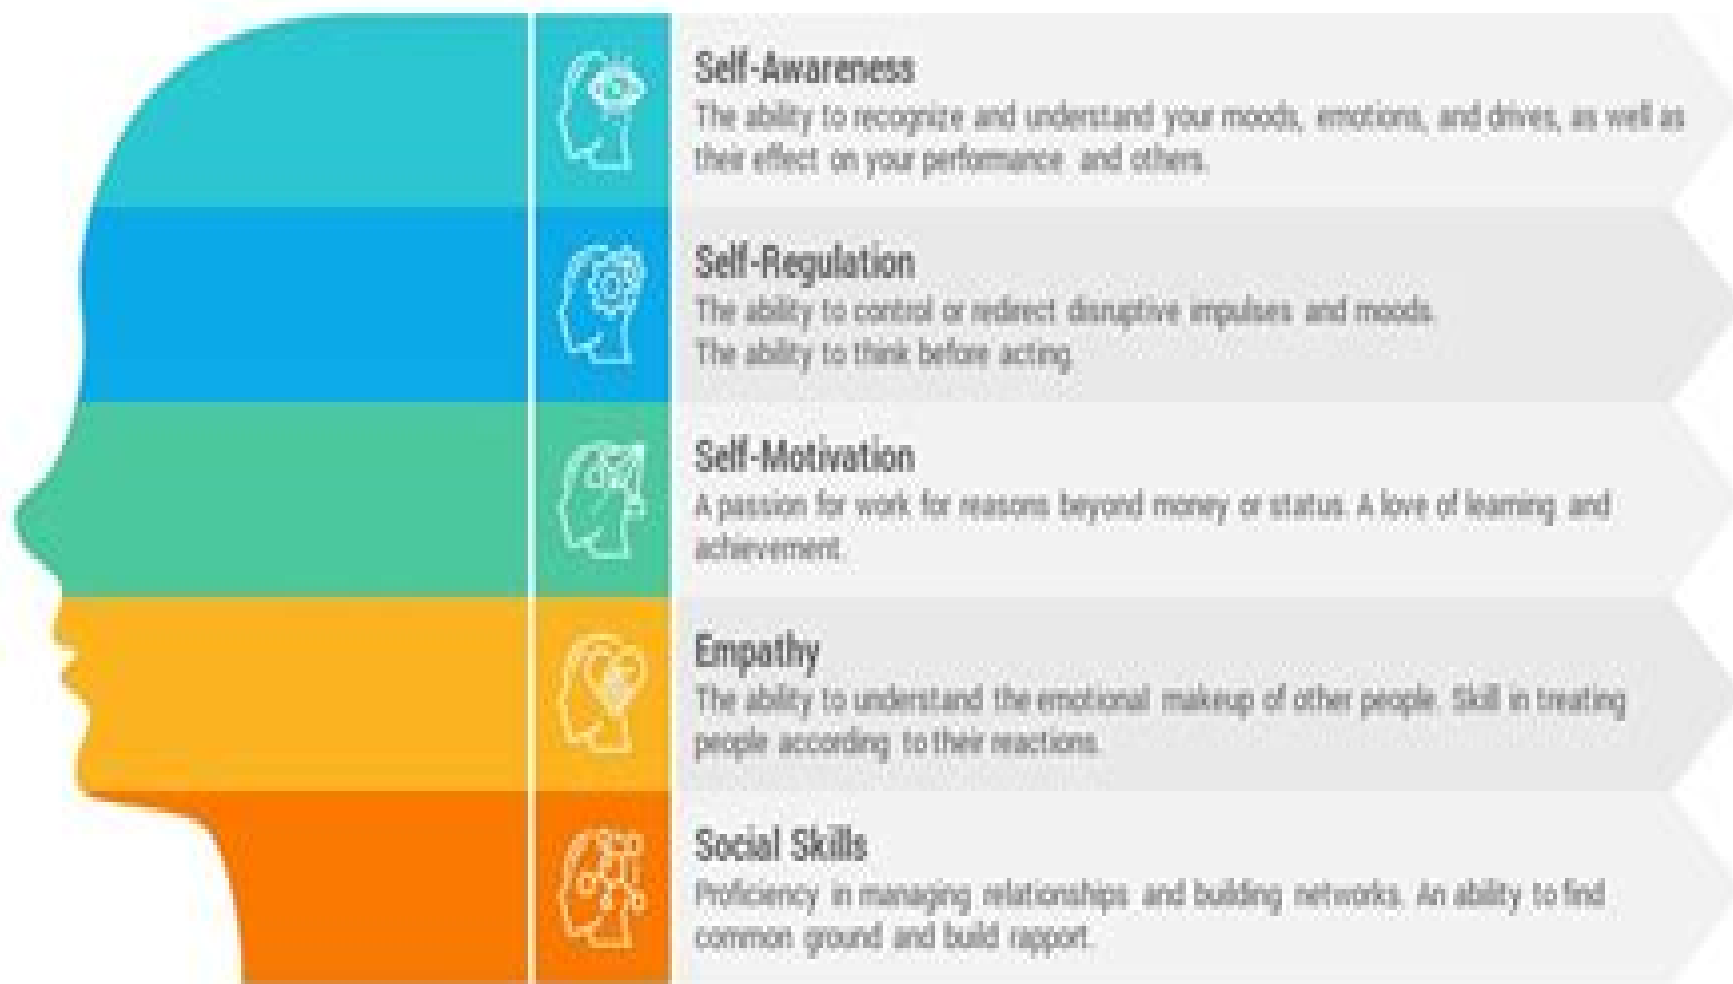 Self-Awareness
The ability to recognize and understand your moods, emotions, and drives, as well as
their effect on your performance and others.
Self-Regulation
The ability to control or redirect disruptive impulses and moods.
The ability to think before acting.
Self-Motivation
A passion for work for reasons beyond money or status. A love of learning and
achievement.
Empathy
The ability to understand the emotional makeup of other people. Skill in treating
people according to their reactions.
Social Skills
Proficiency in managing relationships and building networks. An ability to find
common ground and build rapport.